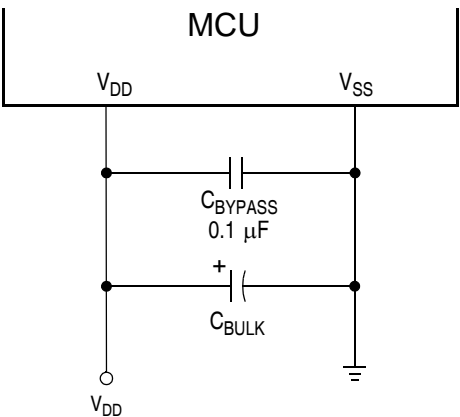 MCU
VDD VSS
CBYPASS
0.1 μF
+
CBULK
VDD